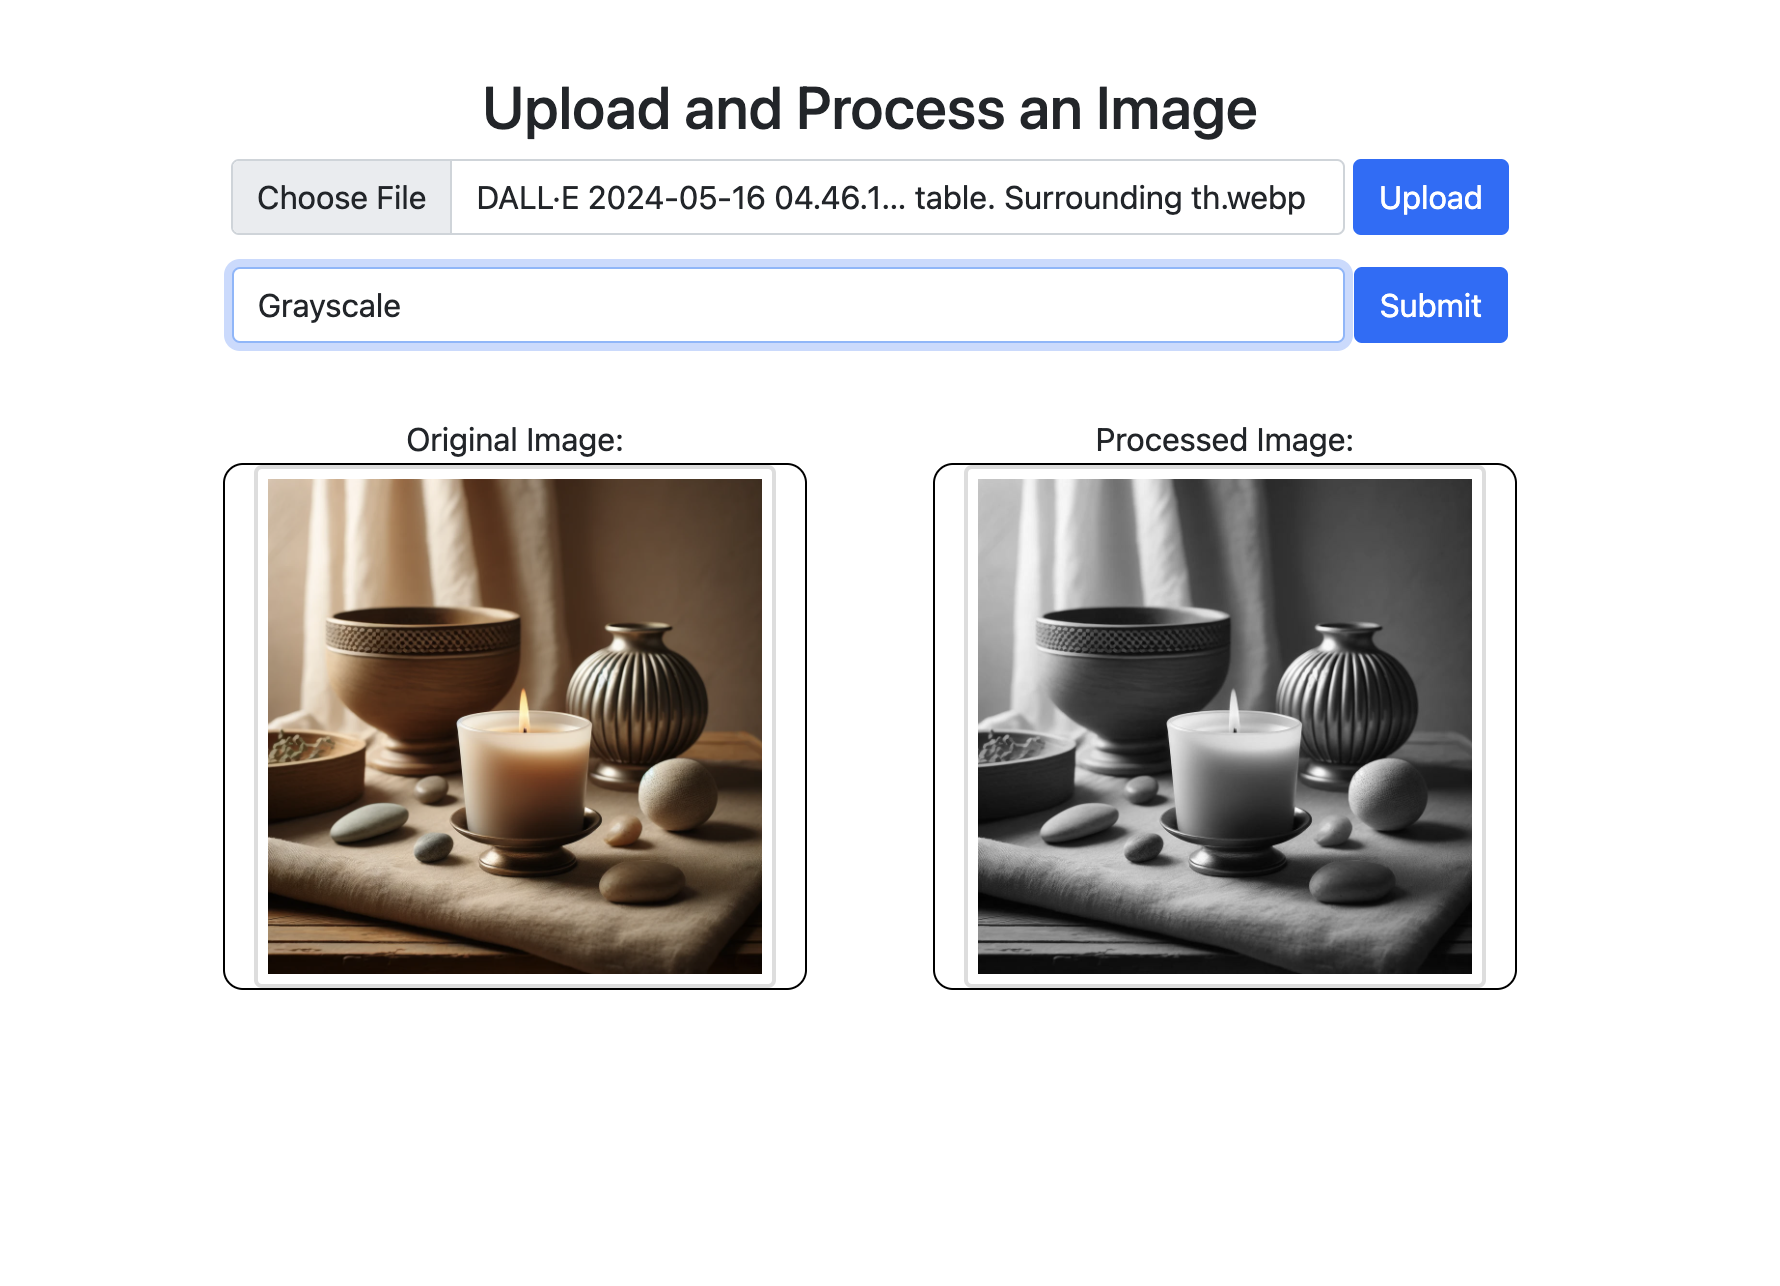 Upload and Process an Image
Choose File DALL·E 2024-05-16 04.46.1... table. Surrounding th.webp Upload
Grayscale Submit
Original Image: Processed Image: